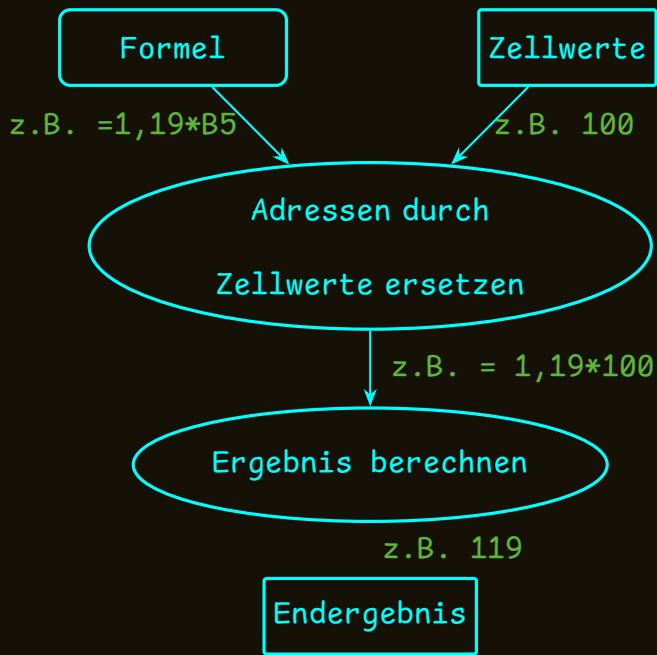 Formel
Zellwerte
z.B. =1,19*B5
z.B. 100
Adressen durch
Zellwerte ersetzen
z.B. = 1,19*100
Ergebnis berechnen
z.B. 119
Endergebnis